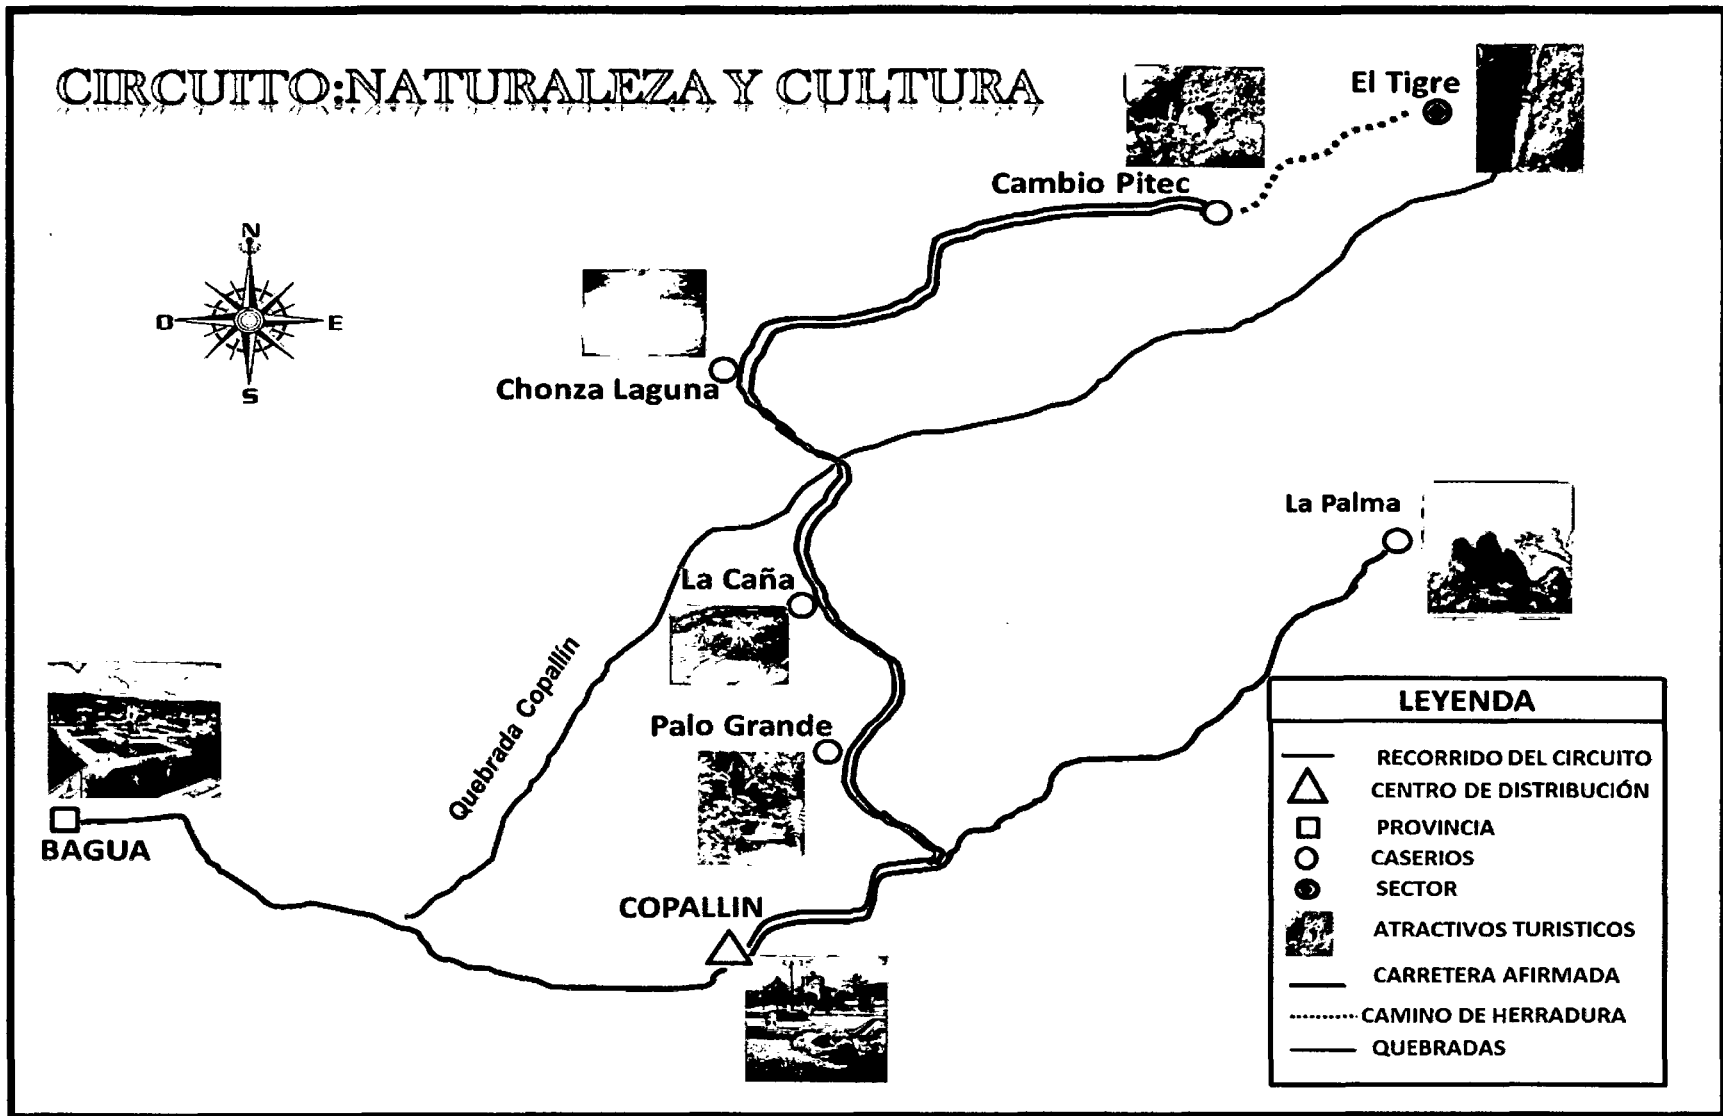 CIRCUITO:NATURALEZA Y CULTURA
El Tigre
Cambio Pitec
N
O
E
S
Chonza Laguna
La Palma
La Caña
Quebrada Copallín
Palo Grande
BAGUA
COPALLIN
LEYENDA
RECORRIDO DEL CIRCUITO
CENTRO DE DISTRIBUCIÓN
PROVINCIA
CASERIOS
SECTOR
ATRACTIVOS TURISTICOS
CARRETERA AFIRMADA
CAMINO DE HERRADURA
QUEBRADAS